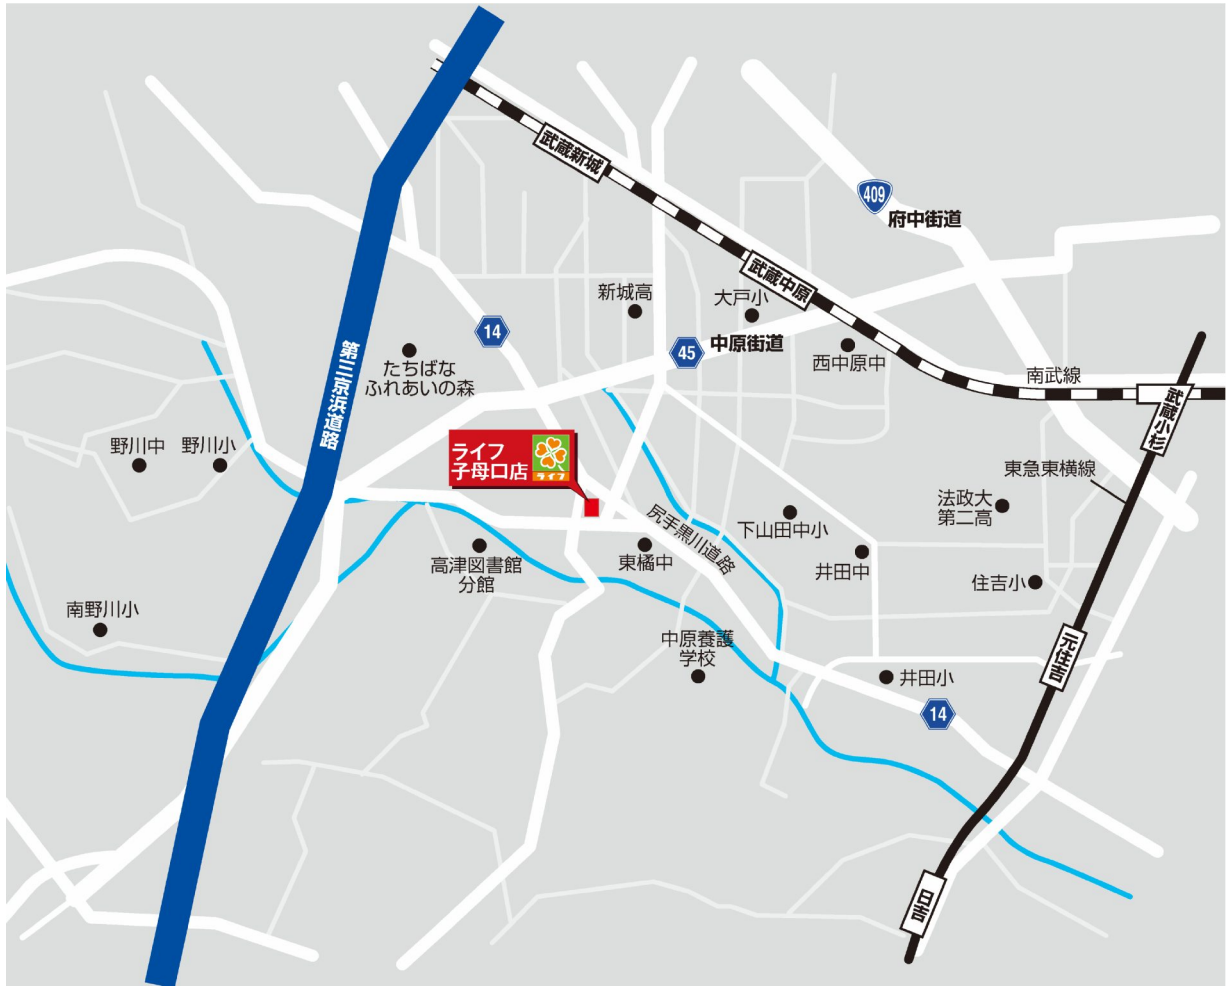 武蔵新城
409
府中街道
武蔵中原
新城高
大戸小
14
45
中原街道
西中原中
第三京浜道路
たちばな
ふれあいの森
南武線
武蔵小杉
ライフ
子母口店
ライフ
野川中
野川小
東急東横線
法政大
第二高
尻手黒川道路
下山田中小
高津図書館
分館
東橘中
井田中
住吉小
南野川小
中原養護
学校
元住吉
井田小
14
日吉